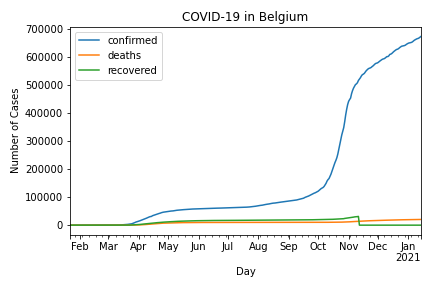 COVID-19 in Belgium
700000
600000
500000
400000
300000
200000
100000
0
Number of Cases
confirmed
deaths
recovered
Feb Mar Apr May Jun Jul Aug Sep Oct Nov Dec Jan
2021
Day